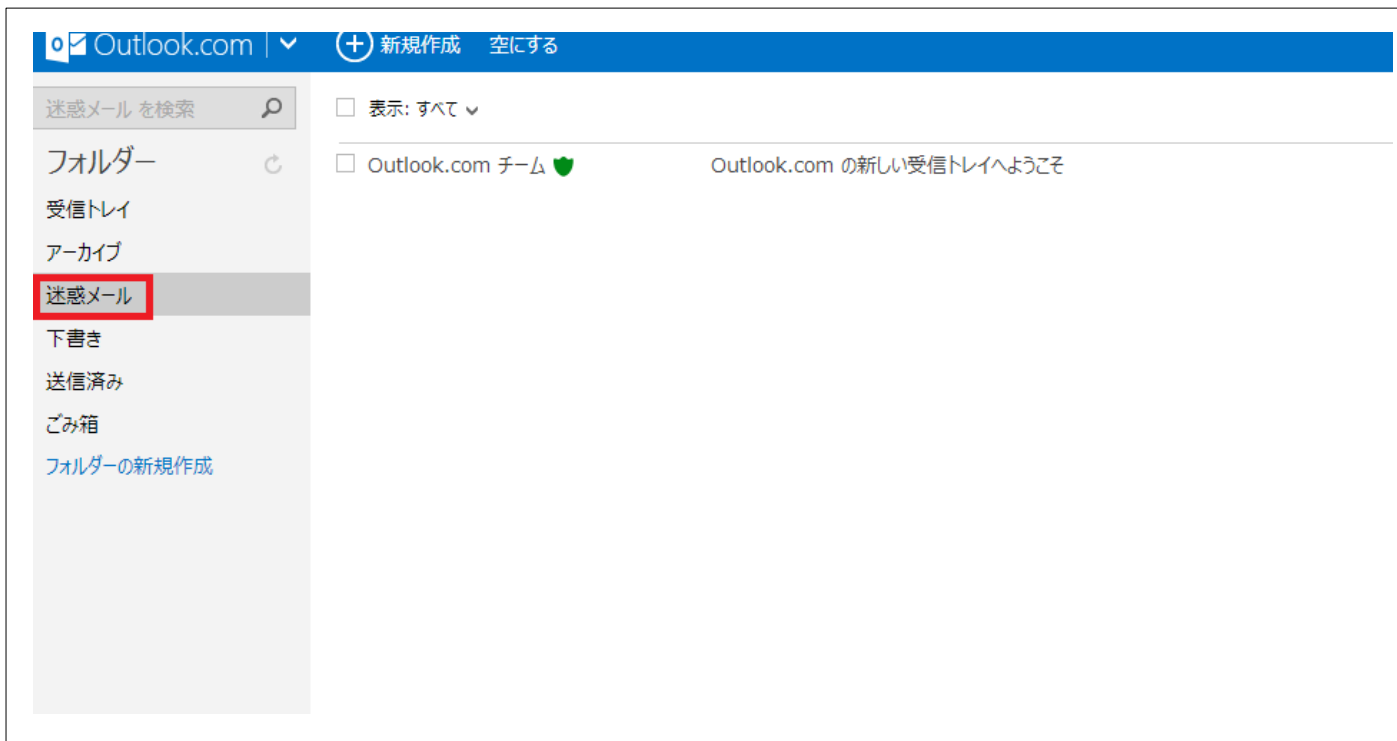 Outlook.com 新規作成 空にする
迷惑メール を検索
表示: すべて
フォルダー
Outlook.com チーム Outlook.com の新しい受信トレイへようこそ
受信トレイ
アーカイブ
迷惑メール
下書き
送信済み
ごみ箱
フォルダーの新規作成